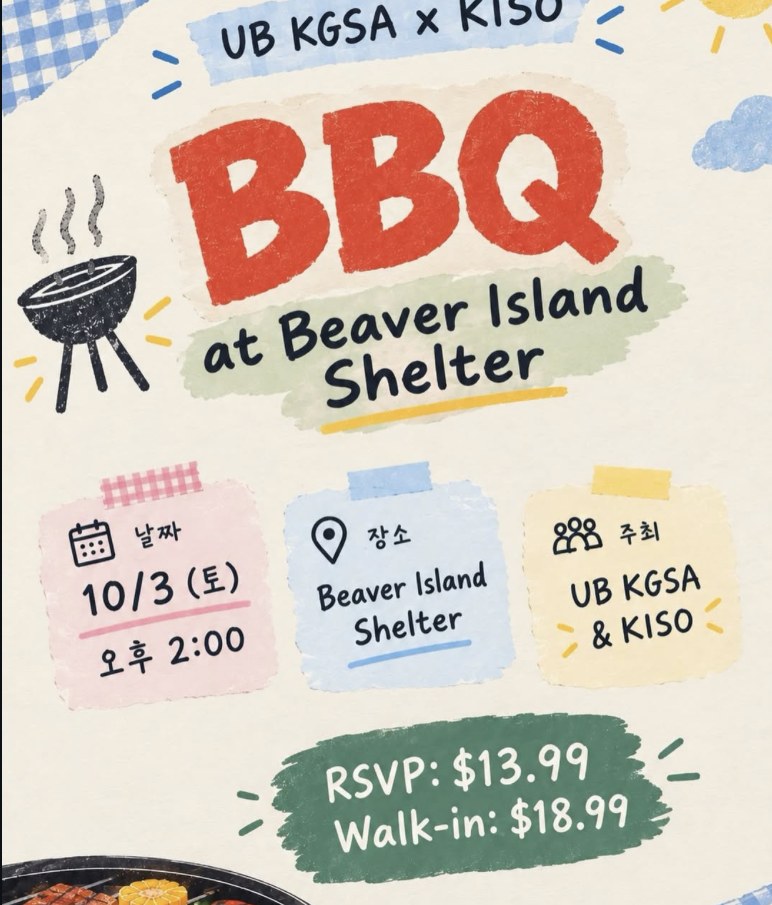 UB KGSA x KISO
BBQ
at Beaver Island
Shelter
날짜
10/3 (토)
오후 2:00
장소
Beaver Island
Shelter
주최
UB KGSA
& KISO
RSVP: $13.99
Walk-in: $18.99